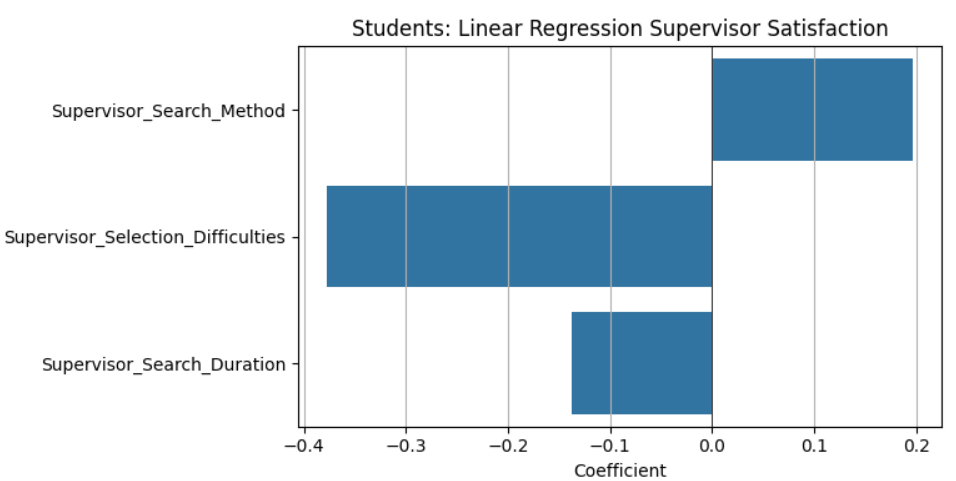 Students: Linear Regression Supervisor Satisfaction
Supervisor_Search_Method
Supervisor_Selection_Difficulties
Supervisor_Search_Duration
−0.4 −0.3 −0.2 −0.1 0.0 0.1 0.2
Coefficient